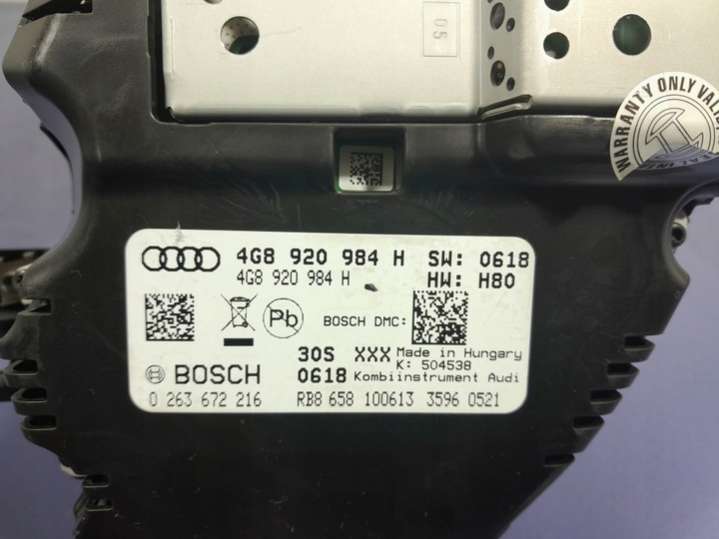 05
WARRANTY ONLY VALI
4G8 920 984 H SW: 0618
4G8 920 984 H HW: H80
Pb
BOSCH DMC:
30S XXX Made in Hungary
K: 504538
BOSCH 0618 Kombiinstrument Audi
0 263 672 216 RB8 658 100613 3596 0521